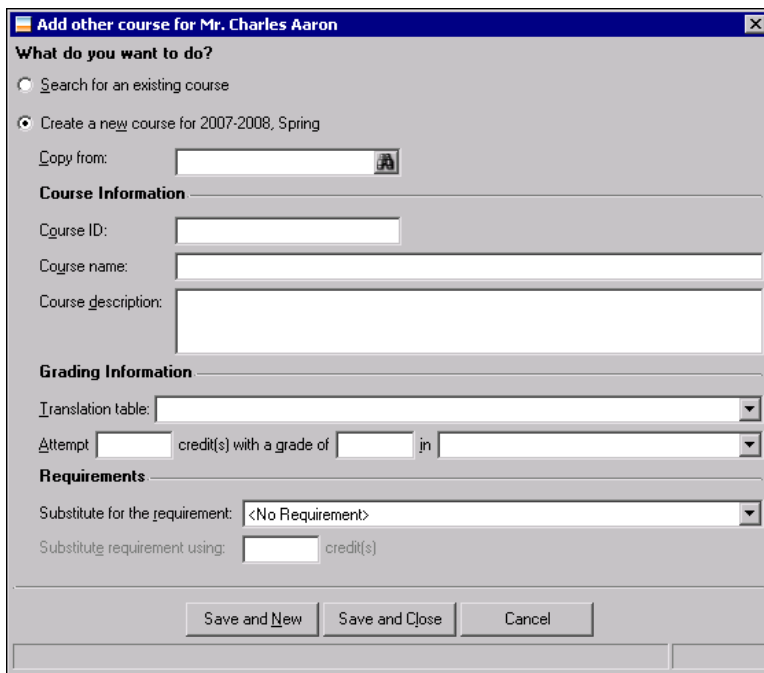 Add other course for Mr. Charles Aaron
What do you want to do?
Search for an existing course
Create a new course for 2007-2008, Spring
Copy from:
Course Information
Course ID:
Course name:
Course description:
Grading Information
Translation table:
Attempt credit(s) with a grade of in
Requirements
Substitute for the requirement: <No Requirement>
Substitute requirement using: credit(s)
Save and New Save and Close Cancel